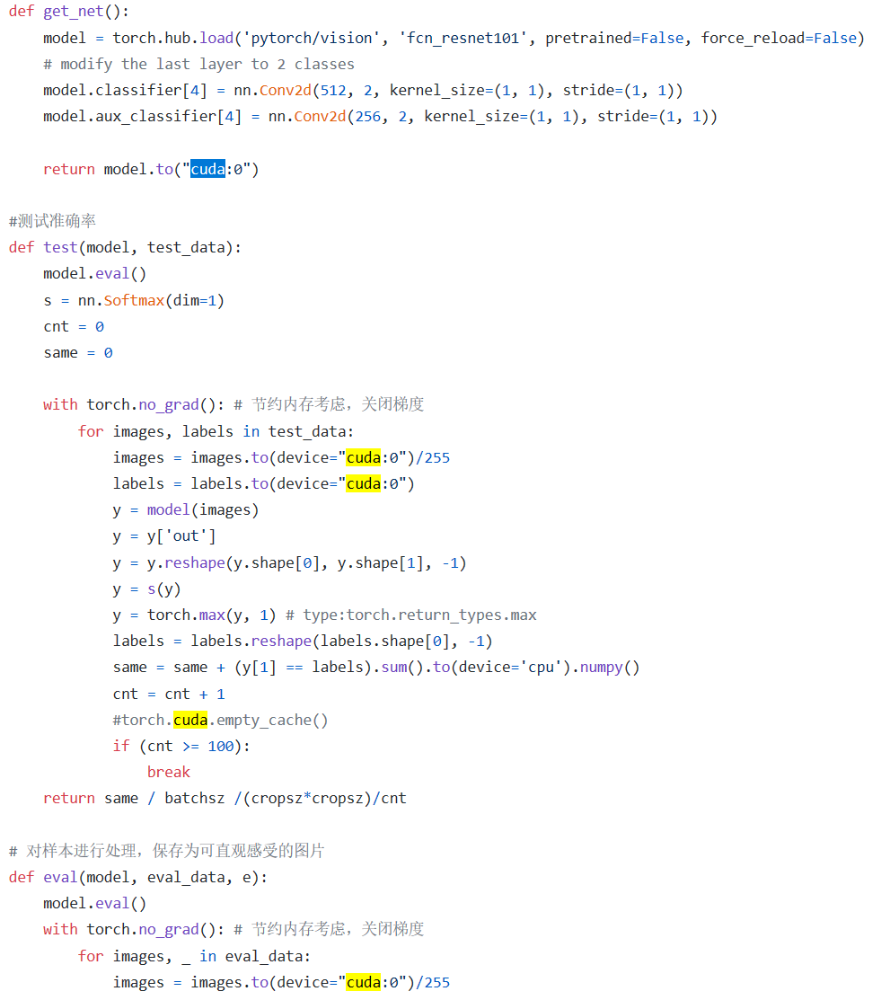 def get_net():
    model = torch.hub.load('pytorch/vision', 'fcn_resnet101', pretrained=False, force_reload=False)
    # modify the last layer to 2 classes
    model.classifier[4] = nn.Conv2d(512, 2, kernel_size=(1, 1), stride=(1, 1))
    model.aux_classifier[4] = nn.Conv2d(256, 2, kernel_size=(1, 1), stride=(1, 1))
    return model.to("cuda:0")
#测试准确率
def test(model, test_data):
    model.eval()
    s = nn.Softmax(dim=1)
    cnt = 0
    same = 0
    with torch.no_grad(): # 节约内存考虑，关闭梯度
        for images, labels in test_data:
            images = images.to(device="cuda:0")/255
            labels = labels.to(device="cuda:0")
            y = model(images)
            y = y['out']
            y = y.reshape(y.shape[0], y.shape[1], -1)
            y = s(y)
            y = torch.max(y, 1) # type:torch.return_types.max
            labels = labels.reshape(labels.shape[0], -1)
            same = same + (y[1] == labels).sum().to(device='cpu').numpy()
            cnt = cnt + 1
            #torch.cuda.empty_cache()
            if (cnt >= 100):
                break
    return same / batchsz /(cropsz*cropsz)/cnt
# 对样本进行处理，保存为可直观感受的图片
def eval(model, eval_data, e):
    model.eval()
    with torch.no_grad(): # 节约内存考虑，关闭梯度
        for images, _ in eval_data:
            images = images.to(device="cuda:0")/255